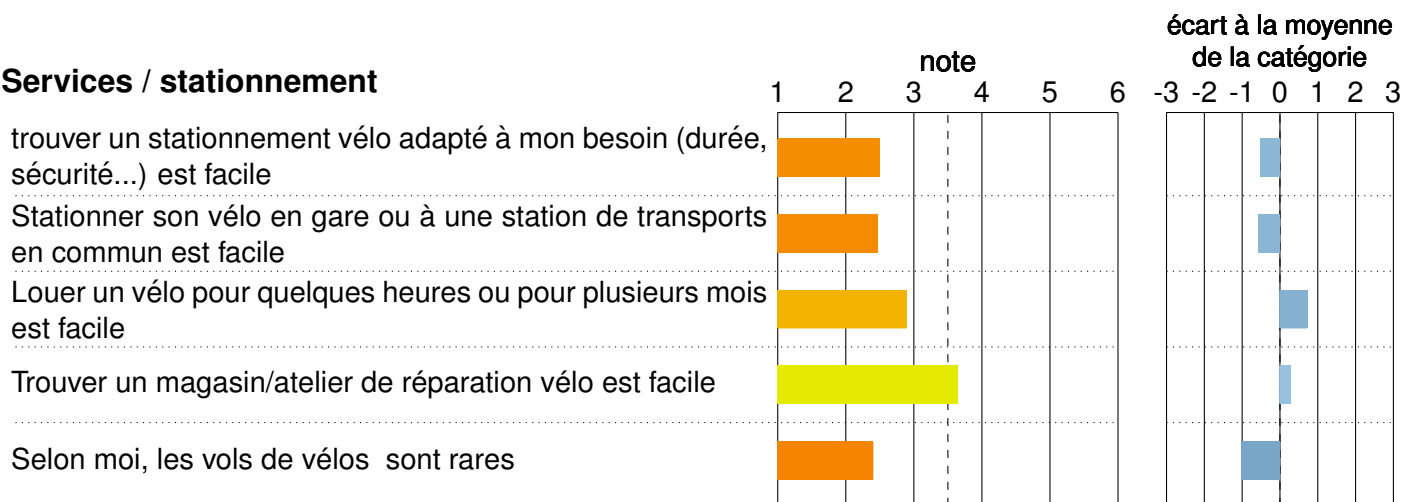 écart à la moyenne
note de la catégorie
Services / stationnement
1 2 3 4 5 6 -3 -2 -1 0 1 2 3
trouver un stationnement vélo adapté à mon besoin (durée,
sécurité...) est facile
Stationner son vélo en gare ou à une station de transports
en commun est facile
Louer un vélo pour quelques heures ou pour plusieurs mois
est facile
Trouver un magasin/atelier de réparation vélo est facile
Selon moi, les vols de vélos  sont rares